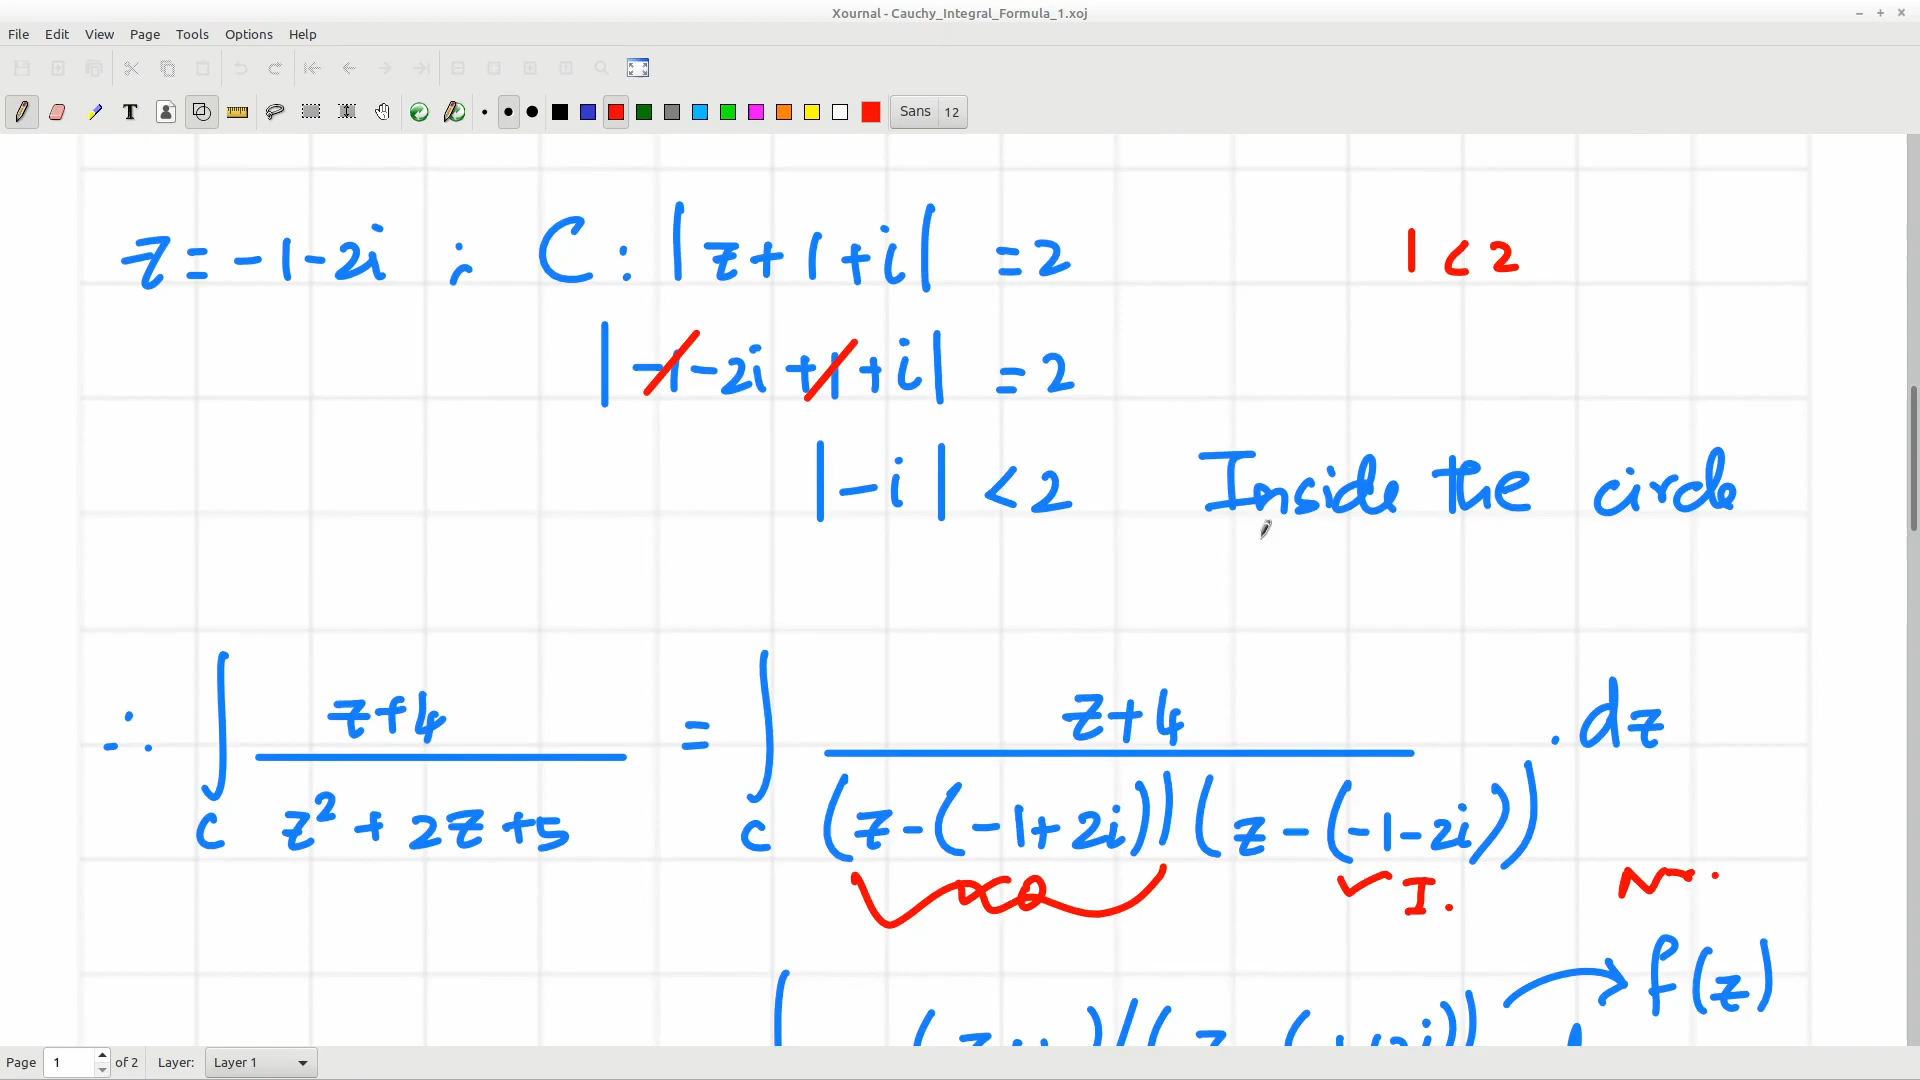 Xournal - Cauchy_Integral_Formula_1.xoj
File Edit View Page Tools Options Help
Sans 12
z = -1-2i ; C : |z+1+i| = 2
1 < 2
|-1-2i+1+i| = 2
|-i| < 2 Inside the circle
∴ ∫_C (z+4)/(z²+2z+5) = ∫_C (z+4)/((z-(-1+2i))(z-(-1-2i))) . dz
O I.
f(z)
Page 1 of 2 Layer: Layer 1